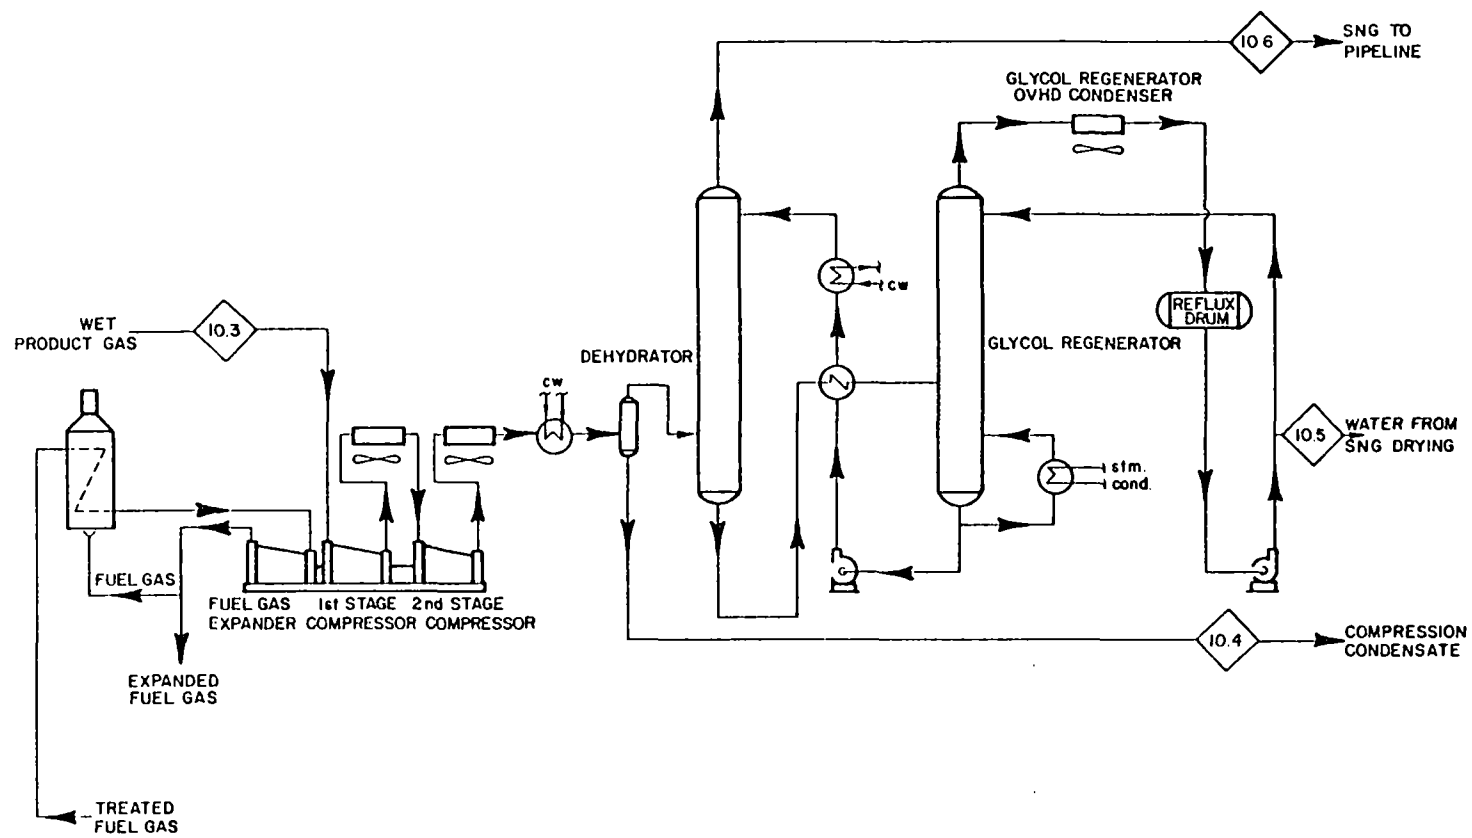 10.6
SNG TO
PIPELINE
GLYCOL REGENERATOR
OVHD CONDENSER
cw
REFLUX
DRUM
WET
PRODUCT GAS
10.3
DEHYDRATOR
GLYCOL REGENERATOR
cw
10.5
WATER FROM
SNG DRYING
stm.
cond.
FUEL GAS
FUEL GAS
EXPANDER
1st STAGE
COMPRESSOR
2nd STAGE
COMPRESSOR
10.4
COMPRESSION
CONDENSATE
EXPANDED
FUEL GAS
TREATED
FUEL GAS